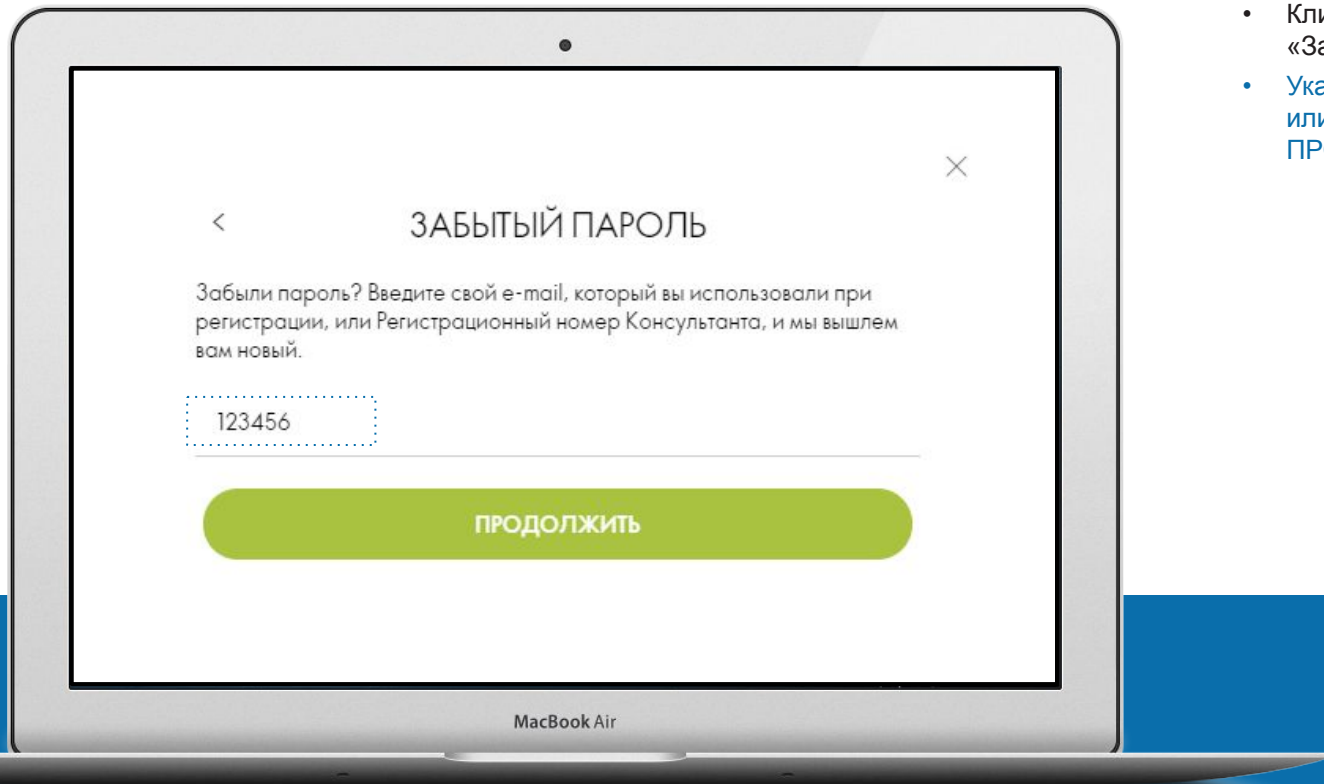 ЗАБЫТЫЙ ПАРОЛЬ
Забыли пароль? Введите свой e-mail, который вы использовали при
регистрации, или Регистрационный номер Консультанта, и мы вышлем
вам новый.
123456
ПРОДОЛЖИТЬ
MacBook Air
или